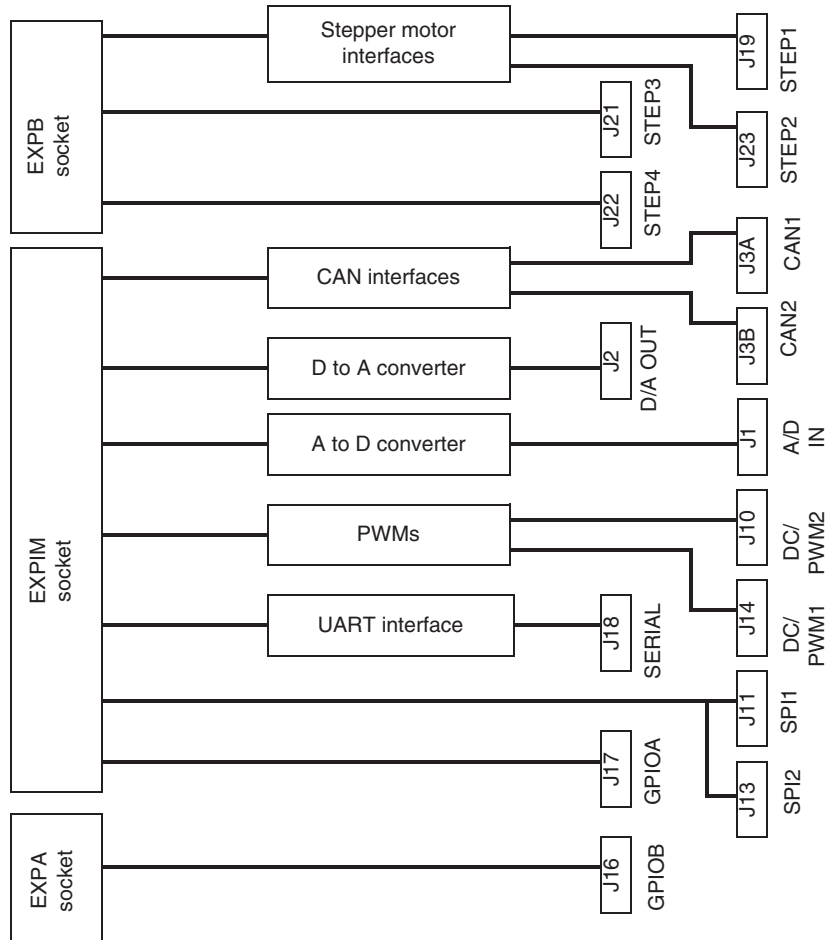 EXPB
socket
Stepper motor
interfaces
J19
STEP1
J21
STEP3
J23
STEP2
J22
STEP4
EXPIM
socket
CAN interfaces
J3A
CAN1
J3B
CAN2
D to A converter
J2
D/A OUT
A to D converter
J1
A/D
IN
PWMs
J10
DC/
PWM2
J14
DC/
PWM1
UART interface
J18
SERIAL
J11
SPI1
J17
GPIOA
J13
SPI2
EXPA
socket
J16
GPIOB